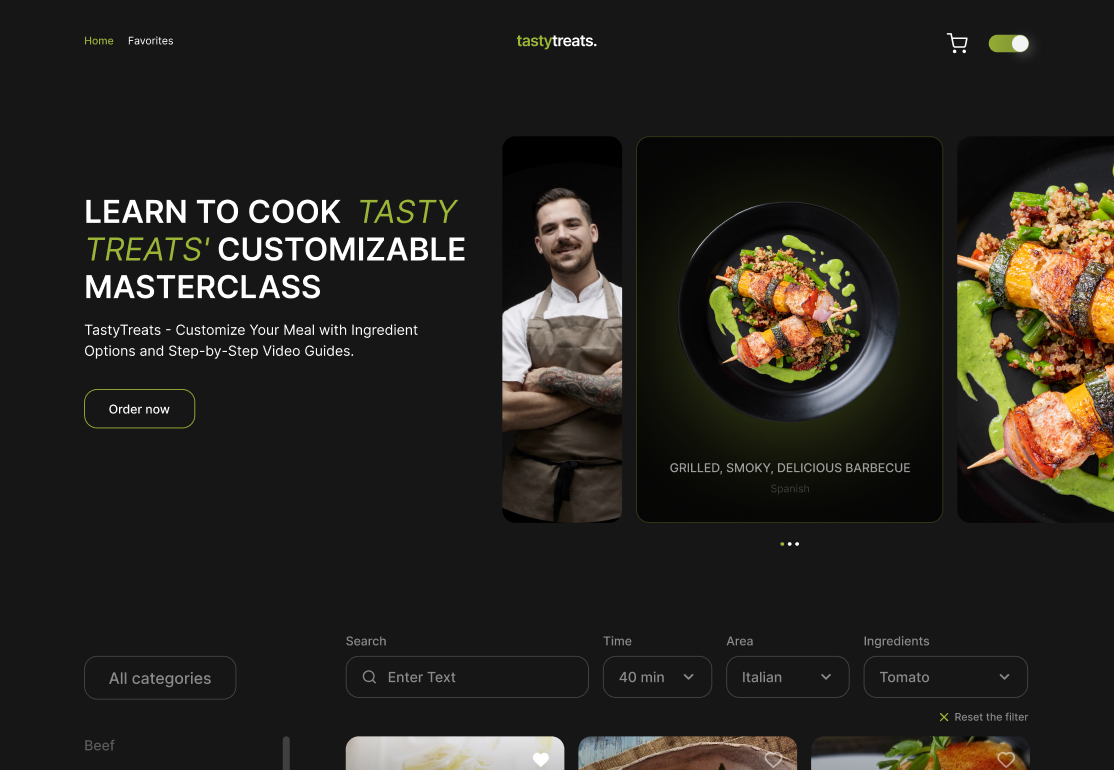 Home Favorites
tastytreats.
LEARN TO COOK TASTY
TREATS' CUSTOMIZABLE
MASTERCLASS
TastyTreats - Customize Your Meal with Ingredient
Options and Step-by-Step Video Guides.
Order now
GRILLED, SMOKY, DELICIOUS BARBECUE
Spanish
All categories
Beef
Search
Enter Text
Time
40 min
Area
Italian
Ingredients
Tomato
Reset the filter